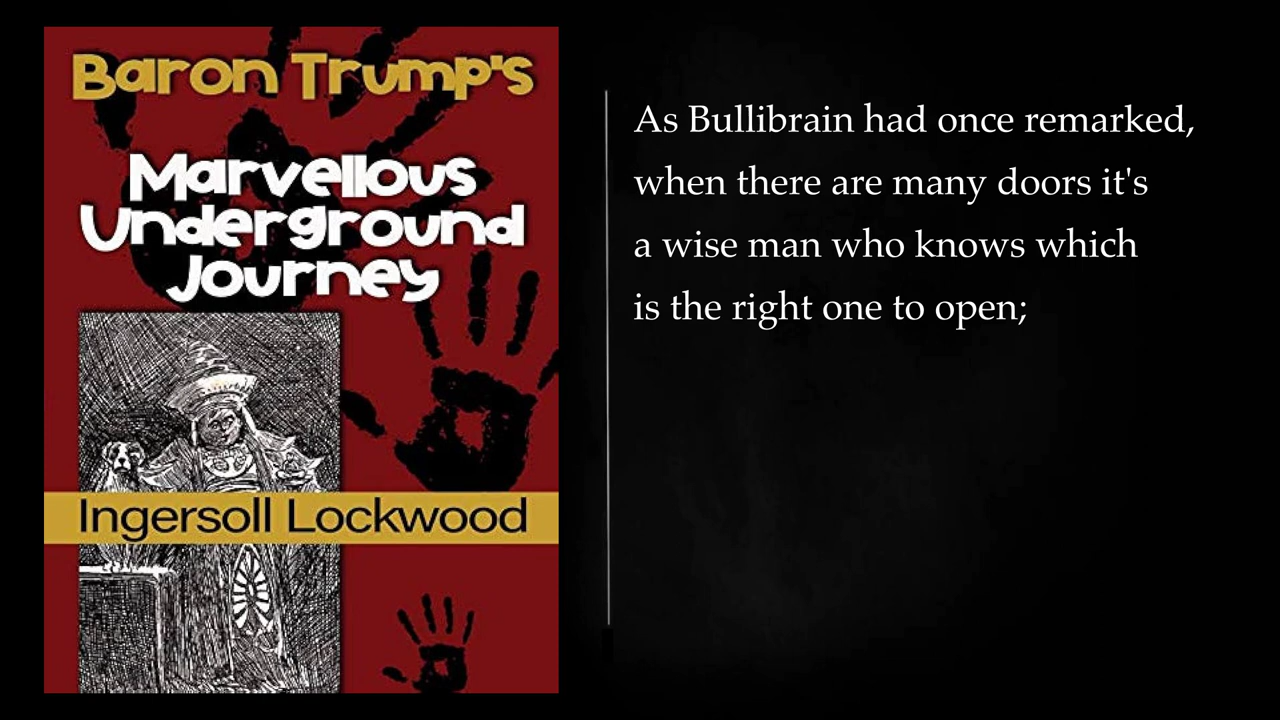 Baron Trump's
Marvellous
Underground
Journey
Ingersoll Lockwood
As Bullibrain had once remarked,
when there are many doors it's
a wise man who knows which
is the right one to open;